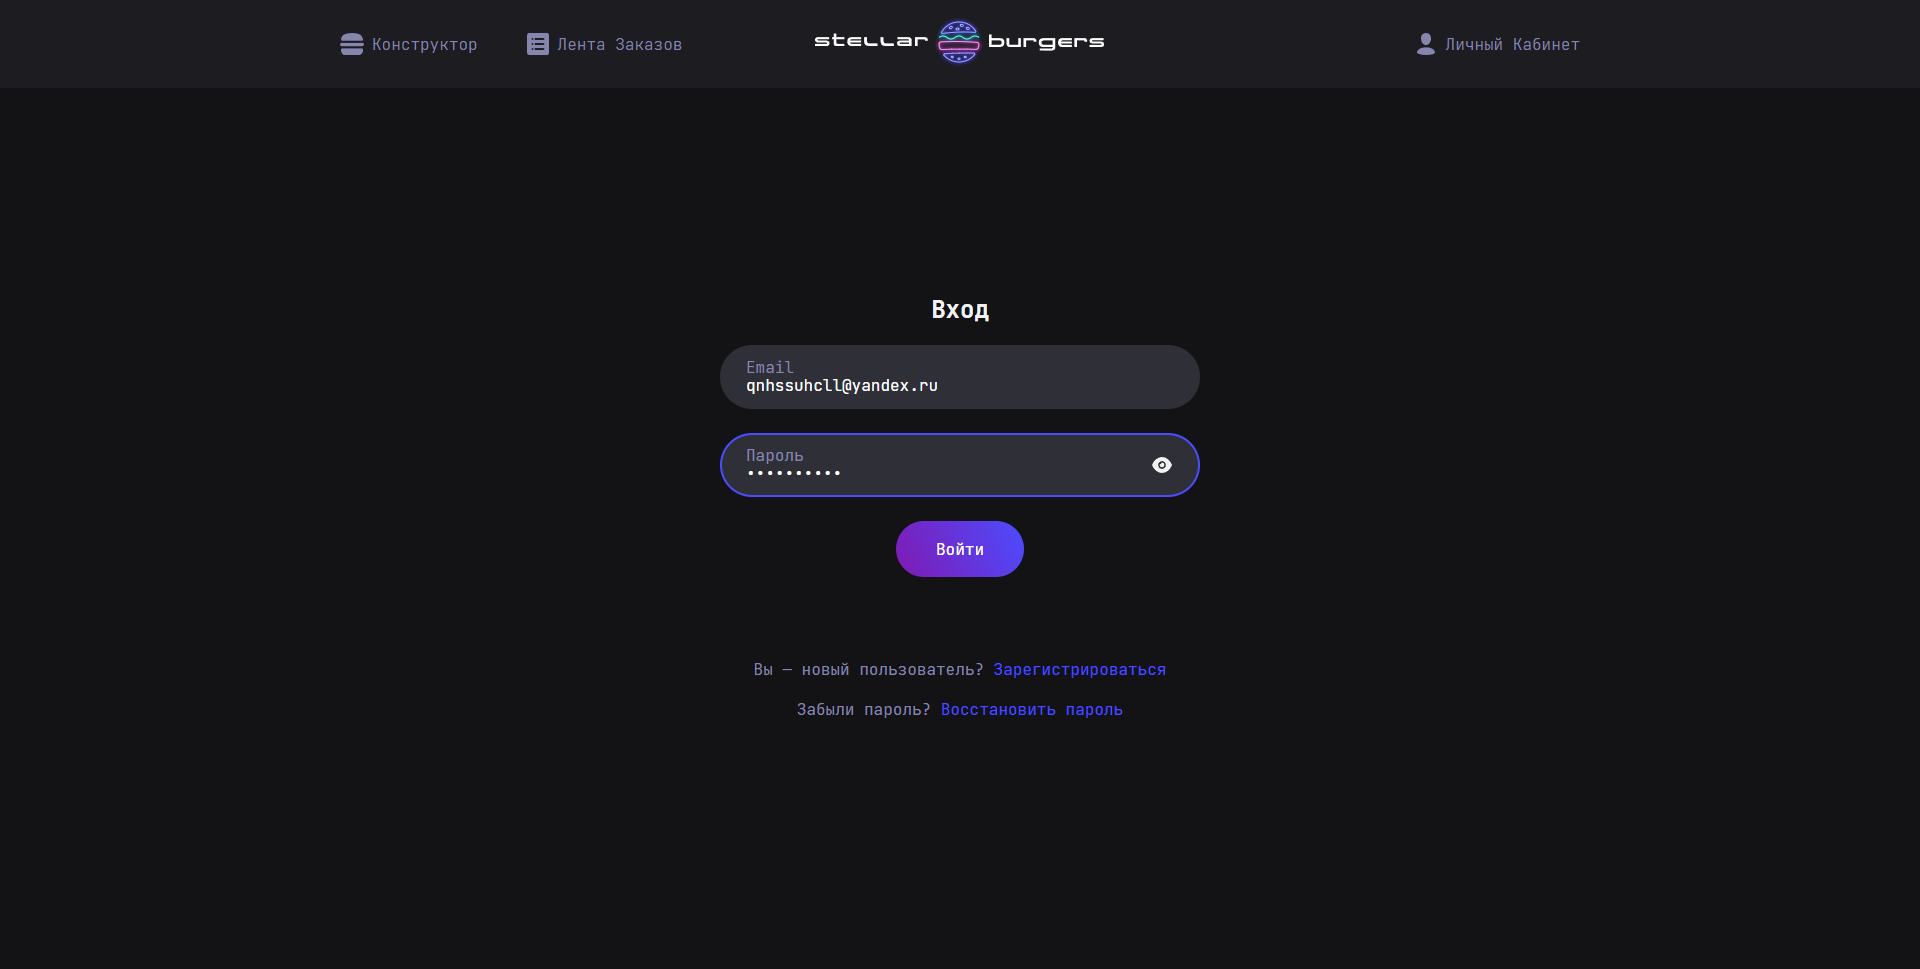 Конструктор
Лента Заказов
stellar burgers
Личный Кабинет
Вход
Email
qnhssuhcll@yandex.ru
Пароль
••••••••••
Войти
Вы — новый пользователь? Зарегистрироваться
Забыли пароль? Восстановить пароль